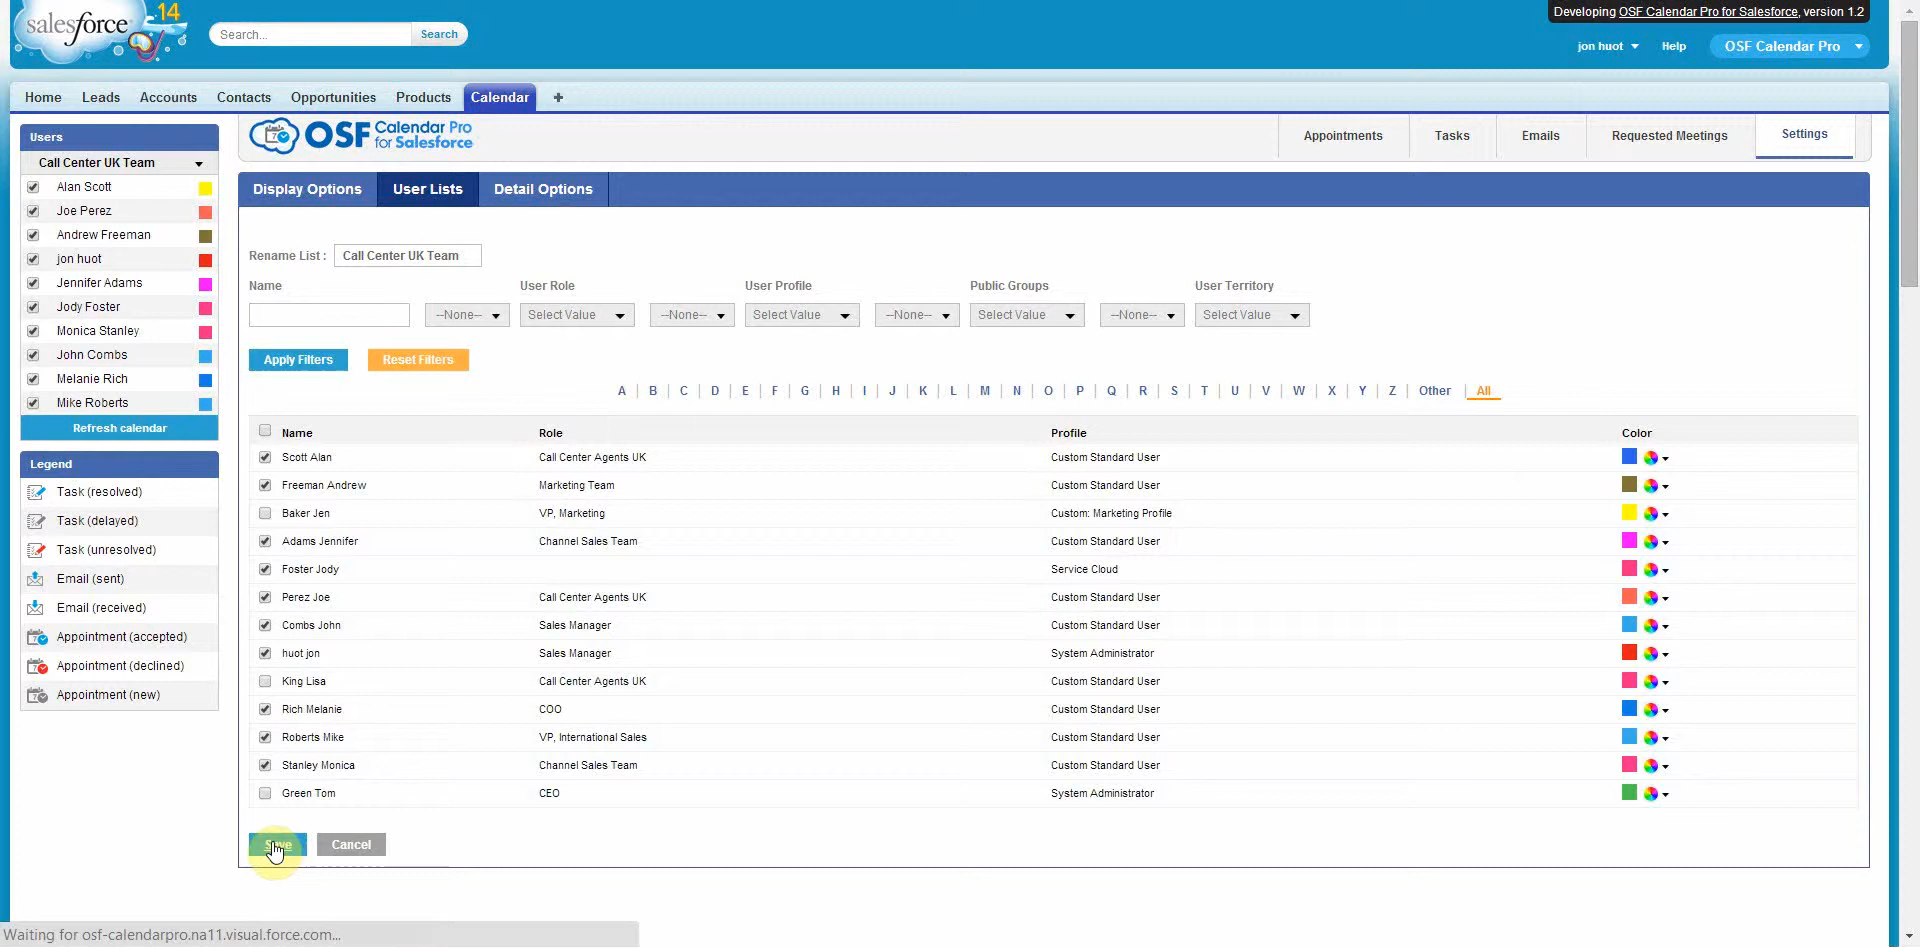 salesforce
14
Search...
Search
Developing OSF Calendar Pro for Salesforce, version 1.2
jon huot
Help
OSF Calendar Pro
Home
Leads
Accounts
Contacts
Opportunities
Products
Calendar
+
Users
Call Center UK Team
Alan Scott
Joe Perez
Andrew Freeman
jon huot
Jennifer Adams
Jody Foster
Monica Stanley
John Combs
Melanie Rich
Mike Roberts
Refresh calendar
Legend
Task (resolved)
Task (delayed)
Task (unresolved)
Email (sent)
Email (received)
Appointment (accepted)
Appointment (declined)
Appointment (new)
OSF Calendar Pro
for Salesforce
Appointments
Tasks
Emails
Requested Meetings
Settings
Display Options
User Lists
Detail Options
Rename List : Call Center UK Team
Name User Role User Profile Public Groups User Territory
--None-- Select Value --None-- Select Value --None-- Select Value --None-- Select Value
Apply Filters Reset Filters
A | B | C | D | E | F | G | H | I | J | K | L | M | N | O | P | Q | R | S | T | U | V | W | X | Y | Z | Other | All
Name Role Profile Color
Scott Alan Call Center Agents UK Custom Standard User
Freeman Andrew Marketing Team Custom Standard User
Baker Jen VP, Marketing Custom: Marketing Profile
Adams Jennifer Channel Sales Team Custom Standard User
Foster Jody Service Cloud
Perez Joe Call Center Agents UK Custom Standard User
Combs John Sales Manager Custom Standard User
huot jon Sales Manager System Administrator
King Lisa Call Center Agents UK Custom Standard User
Rich Melanie COO Custom Standard User
Roberts Mike VP, International Sales Custom Standard User
Stanley Monica Channel Sales Team Custom Standard User
Green Tom CEO System Administrator
Save Cancel
Waiting for osf-calendarpro.na11.visual.force.com...